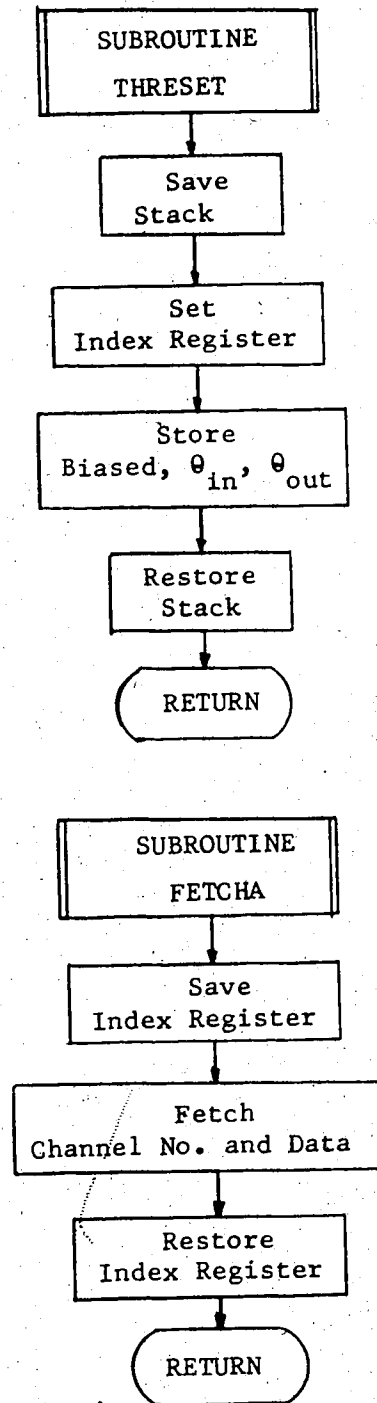 SUBROUTINE
THRESET
Save
Stack
Set
Index Register
Store
Biased, θin, θout
Restore
Stack
RETURN
SUBROUTINE
FETCHA
Save
Index Register
Fetch
Channel No. and Data
Restore
Index Register
RETURN